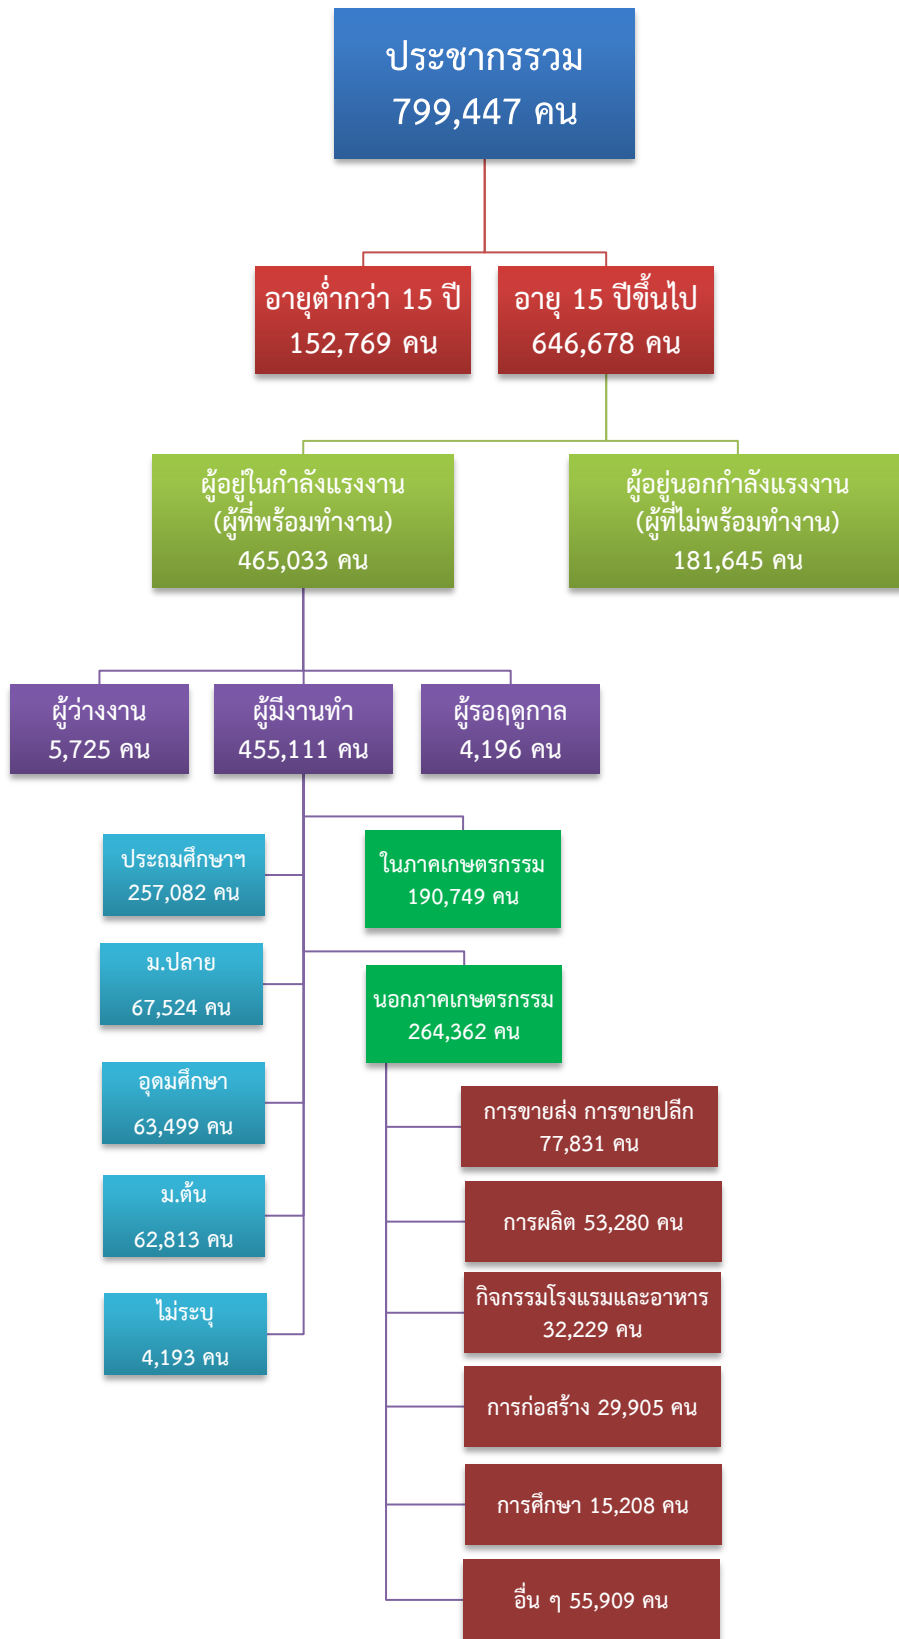 ประชากรรวม
799,447 คน
อายุต่ำกว่า 15 ปี
152,769 คน
อายุ 15 ปีขึ้นไป
646,678 คน
ผู้อยู่ในกำลังแรงงาน
(ผู้ที่พร้อมทำงาน)
465,033 คน
ผู้อยู่นอกกำลังแรงงาน
(ผู้ที่ไม่พร้อมทำงาน)
181,645 คน
ผู้ว่างงาน
5,725 คน
ผู้มีงานทำ
455,111 คน
ผู้รอฤดูกาล
4,196 คน
ประถมศึกษาฯ
257,082 คน
ม.ปลาย
67,524 คน
อุดมศึกษา
63,499 คน
ม.ต้น
62,813 คน
ไม่ระบุ
4,193 คน
ในภาคเกษตรกรรม
190,749 คน
นอกภาคเกษตรกรรม
264,362 คน
การขายส่ง การขายปลีก
77,831 คน
การผลิต 53,280 คน
กิจกรรมโรงแรมและอาหาร
32,229 คน
การก่อสร้าง 29,905 คน
การศึกษา 15,208 คน
อื่น ๆ 55,909 คน